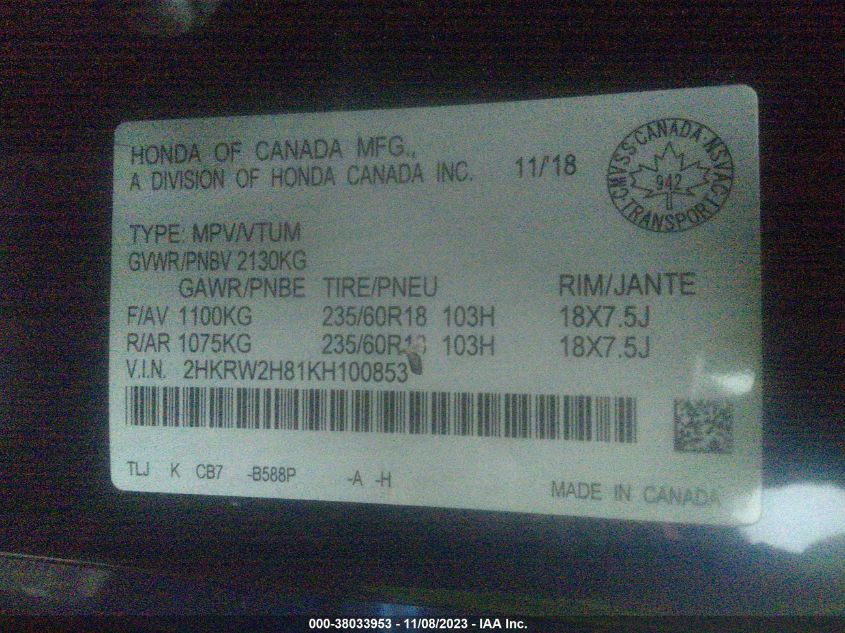 HONDA OF CANADA MFG.,
A DIVISION OF HONDA CANADA INC.
11/'18
CMVSS·CANADA·NSVAC·TRANSPORT·
942
TYPE: MPV/VTUM
GVWR/PNBV 2130KG
GAWR/PNBE TIRE/PNEU RIM/JANTE
F/AV 1100KG 235/60R18 103H 18X7.5J
R/AR 1075KG 235/60R18 103H 18X7.5J
V.I.N. 2HKRW2H81KH100853
TLJ K CB7 -B588P -A -H
MADE IN CANADA
000-38033953 - 11/08/2023 - IAA Inc.